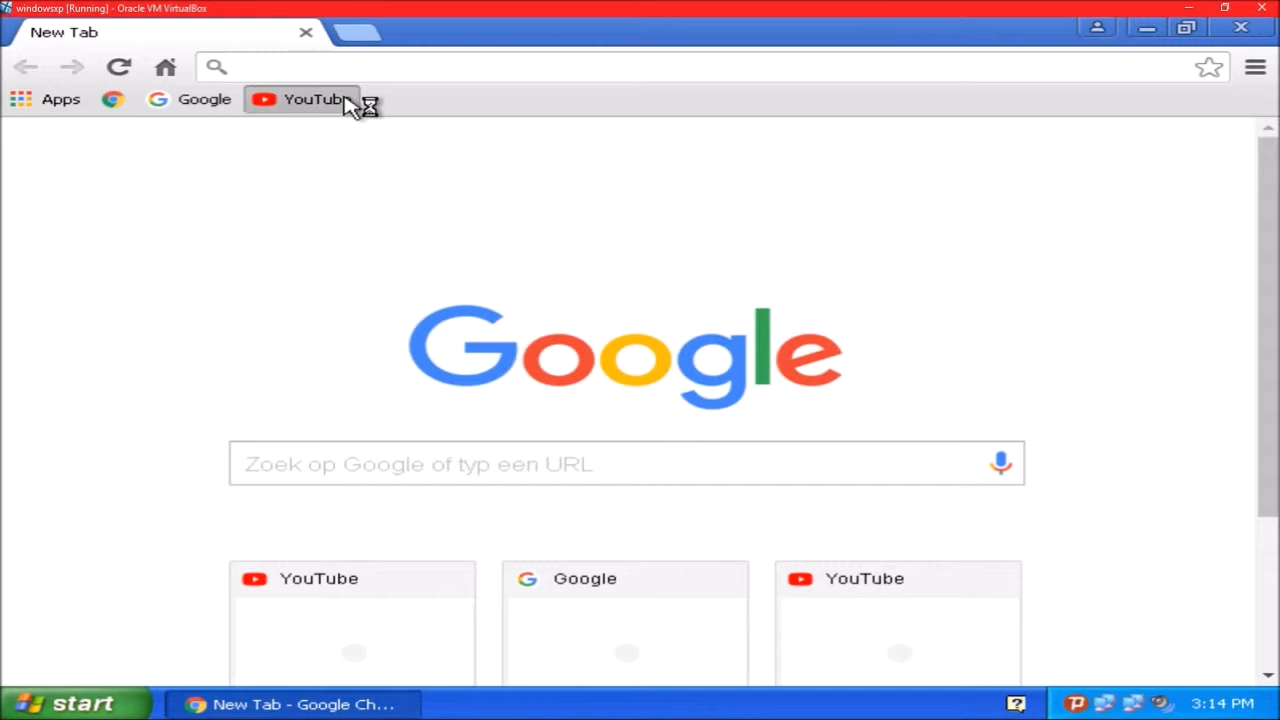 windowsxp [Running] - Oracle VM VirtualBox
New Tab
Apps Google YouTube
Google
Zoek op Google of typ een URL
YouTube Google YouTube
start New Tab - Google Ch... 3:14 PM